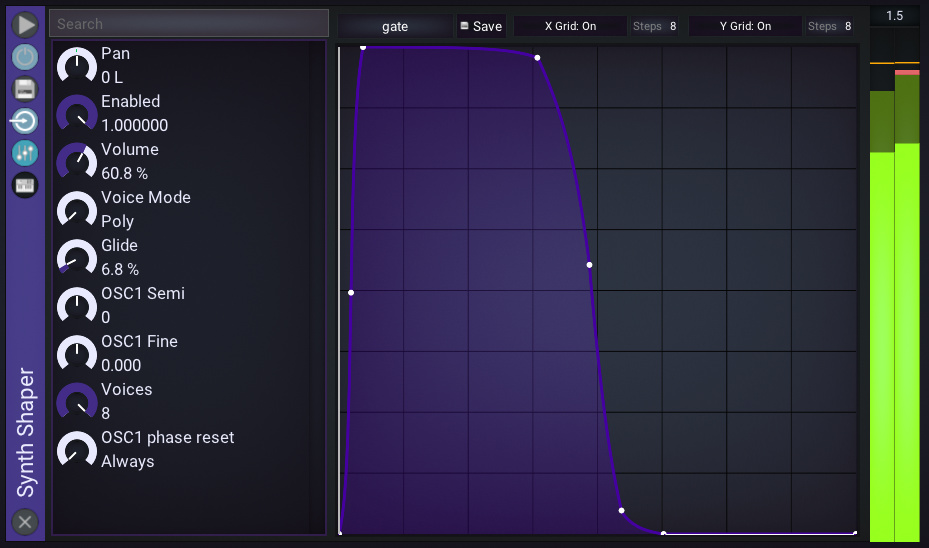 Search
gate
Save
X Grid: On
Steps 8
Y Grid: On
Steps 8
1.5
Pan
0 L
Enabled
1.000000
Volume
60.8 %
Voice Mode
Poly
Glide
6.8 %
OSC1 Semi
0
OSC1 Fine
0.000
Voices
8
OSC1 phase reset
Always
Synth Shaper